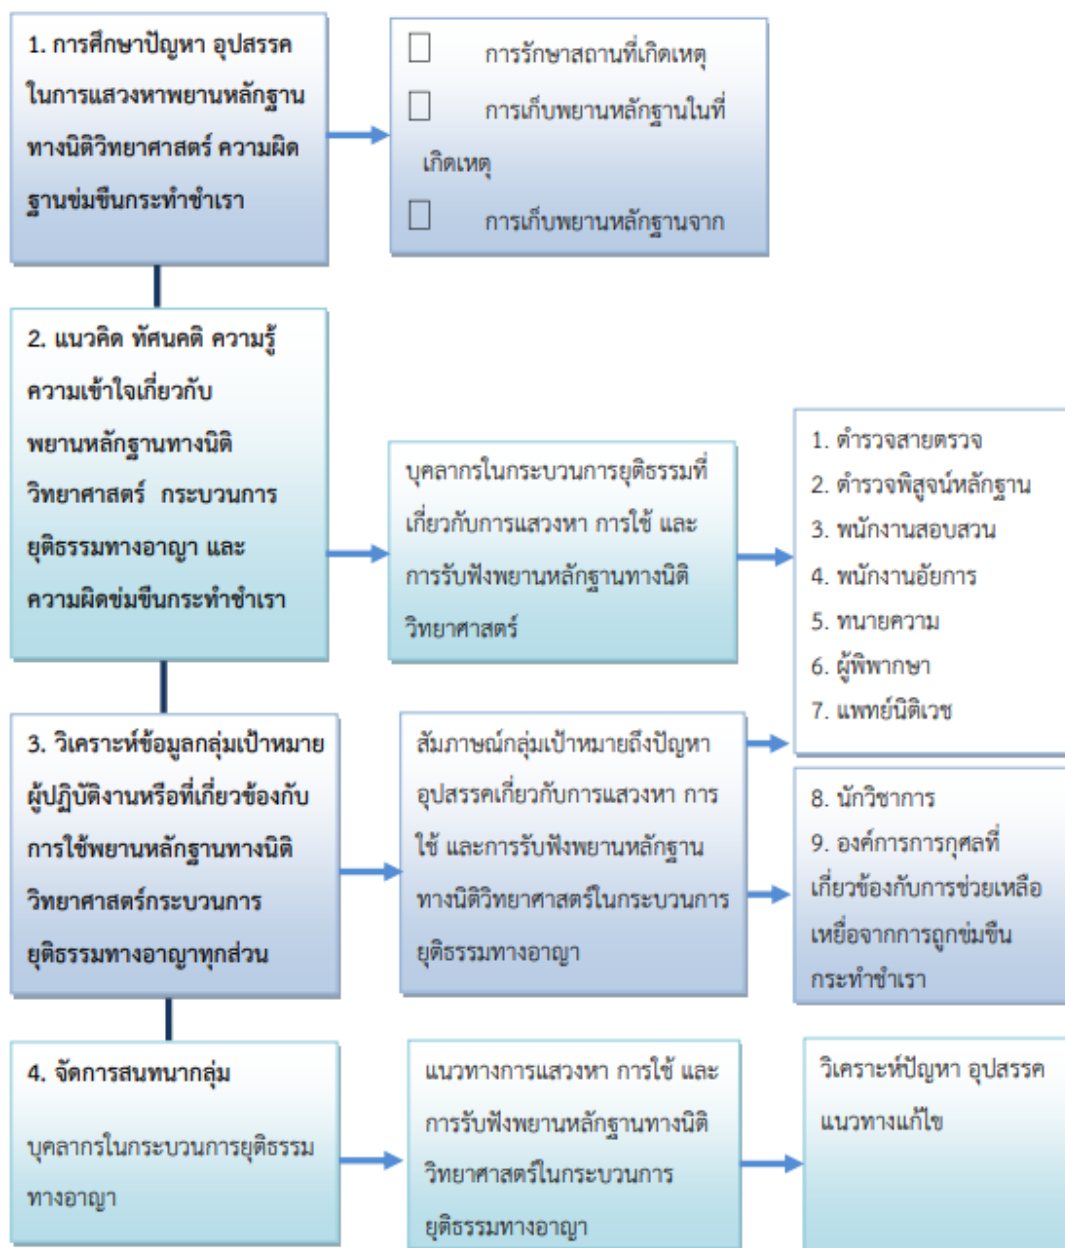 1. การศึกษาปัญหา อุปสรรค
ในการแสวงหาพยานหลักฐาน
ทางนิติวิทยาศาสตร์ ความผิด
ฐานข่มขืนกระทำชำเรา
การรักษาสถานที่เกิดเหตุ
การเก็บพยานหลักฐานในที่
เกิดเหตุ
การเก็บพยานหลักฐานจาก
2. แนวคิด ทัศนคติ ความรู้
ความเข้าใจเกี่ยวกับ
พยานหลักฐานทางนิติ
วิทยาศาสตร์ กระบวนการ
ยุติธรรมทางอาญา และ
ความผิดข่มขืนกระทำชำเรา
บุคลากรในกระบวนการยุติธรรมที่
เกี่ยวกับการแสวงหา การใช้ และ
การรับฟังพยานหลักฐานทางนิติ
วิทยาศาสตร์
1. ตำรวจสายตรวจ
2. ตำรวจพิสูจน์หลักฐาน
3. พนักงานสอบสวน
4. พนักงานอัยการ
5. ทนายความ
6. ผู้พิพากษา
7. แพทย์นิติเวช
3. วิเคราะห์ข้อมูลกลุ่มเป้าหมาย
ผู้ปฏิบัติงานหรือที่เกี่ยวข้องกับ
การใช้พยานหลักฐานทางนิติ
วิทยาศาสตร์กระบวนการ
ยุติธรรมทางอาญาทุกส่วน
สัมภาษณ์กลุ่มเป้าหมายถึงปัญหา
อุปสรรคเกี่ยวกับการแสวงหา การ
ใช้ และการรับฟังพยานหลักฐาน
ทางนิติวิทยาศาสตร์ในกระบวนการ
ยุติธรรมทางอาญา
8. นักวิชาการ
9. องค์การการกุศลที่
เกี่ยวข้องกับการช่วยเหลือ
เหยื่อจากการถูกข่มขืน
กระทำชำเรา
4. จัดการสนทนากลุ่ม
บุคลากรในกระบวนการยุติธรรม
ทางอาญา
แนวทางการแสวงหา การใช้ และ
การรับฟังพยานหลักฐานทางนิติ
วิทยาศาสตร์ในกระบวนการ
ยุติธรรมทางอาญา
วิเคราะห์ปัญหา อุปสรรค
แนวทางแก้ไข